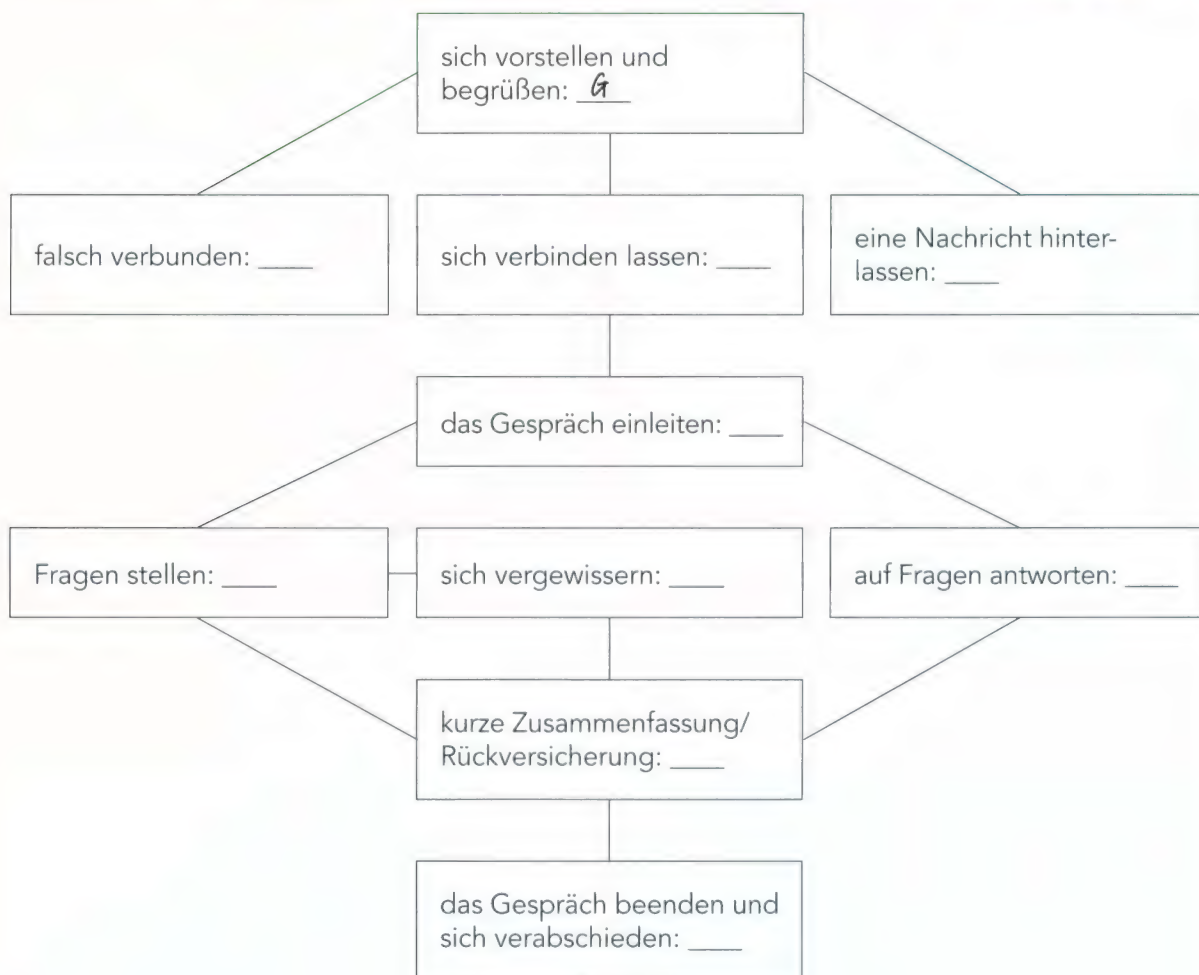 sich vorstellen und
begrüßen: G
falsch verbunden: ____
sich verbinden lassen: ____
eine Nachricht hinter-
lassen: ____
das Gespräch einleiten: ____
Fragen stellen: ____
sich vergewissern: ____
auf Fragen antworten: ____
kurze Zusammenfassung/
Rückversicherung: ____
das Gespräch beenden und
sich verabschieden: ____